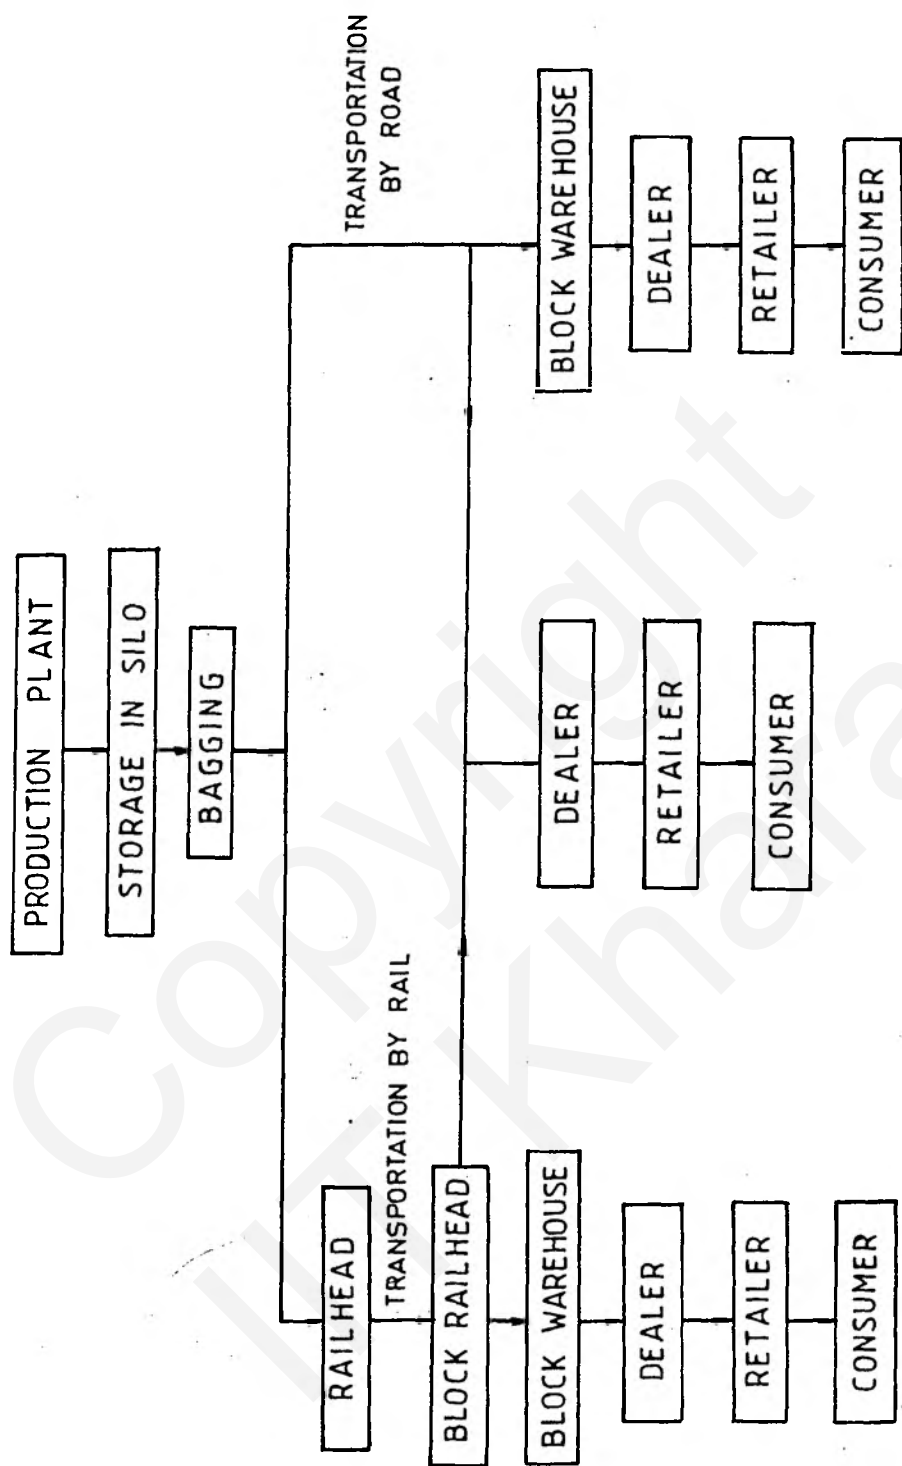 PRODUCTION PLANT
STORAGE IN SILO
BAGGING
TRANSPORTATION
BY ROAD
RAILHEAD
TRANSPORTATION BY RAIL
BLOCK RAILHEAD
BLOCK WAREHOUSE
DEALER
RETAILER
CONSUMER
DEALER
RETAILER
CONSUMER
BLOCK WAREHOUSE
DEALER
RETAILER
CONSUMER
Copyright
IIT Khara